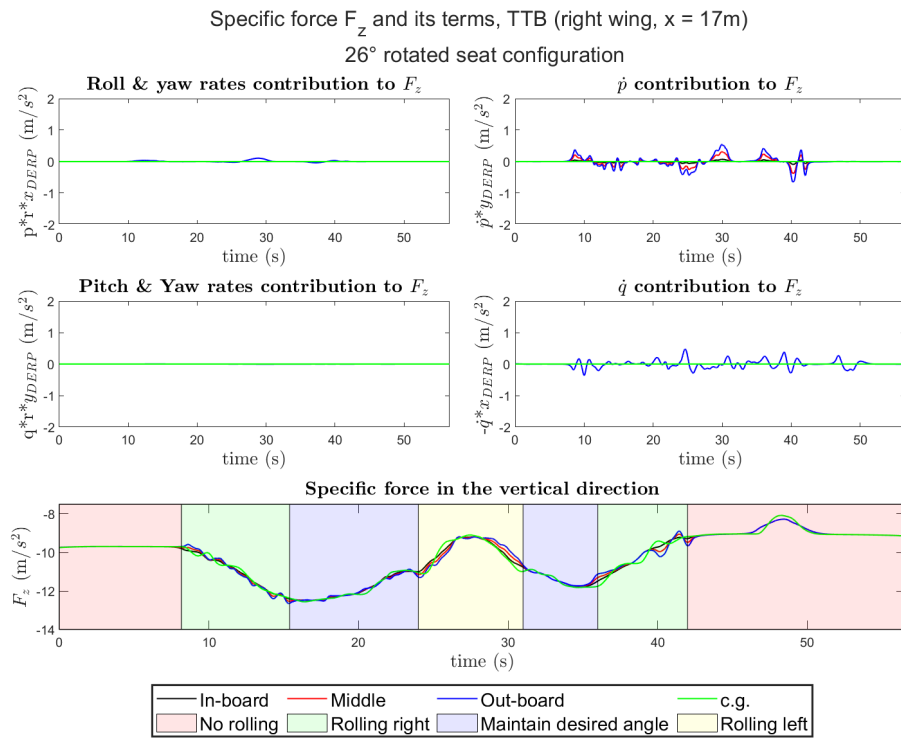 Specific force F_z and its terms, TTB (right wing, x = 17m)
26° rotated seat configuration
Roll & yaw rates contribution to F_z
p*r*x_DERP (m/s²)
2
1
0
-1
-2
0 10 20 30 40 50
time (s)
ṗ contribution to F_z
ṗ*y_DERP (m/s²)
2
1
0
-1
-2
0 10 20 30 40 50
time (s)
Pitch & Yaw rates contribution to F_z
q*r*y_DERP (m/s²)
2
1
0
-1
-2
0 10 20 30 40 50
time (s)
q̇ contribution to F_z
-q̇*x_DERP (m/s²)
2
1
0
-1
-2
0 10 20 30 40 50
time (s)
Specific force in the vertical direction
F_z (m/s²)
-8
-10
-12
-14
0 10 20 30 40 50
time (s)
In-board Middle Out-board c.g.
No rolling Rolling right Maintain desired angle Rolling left